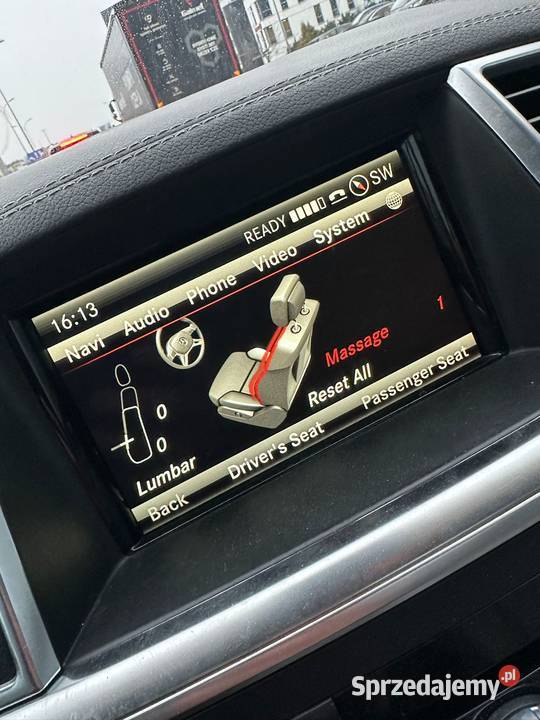 READY SW
16:13
Navi Audio Phone Video System
Massage 1
0
Reset All
0
Lumbar
Back Driver's Seat Passenger Seat
Sprzedajemy.pl